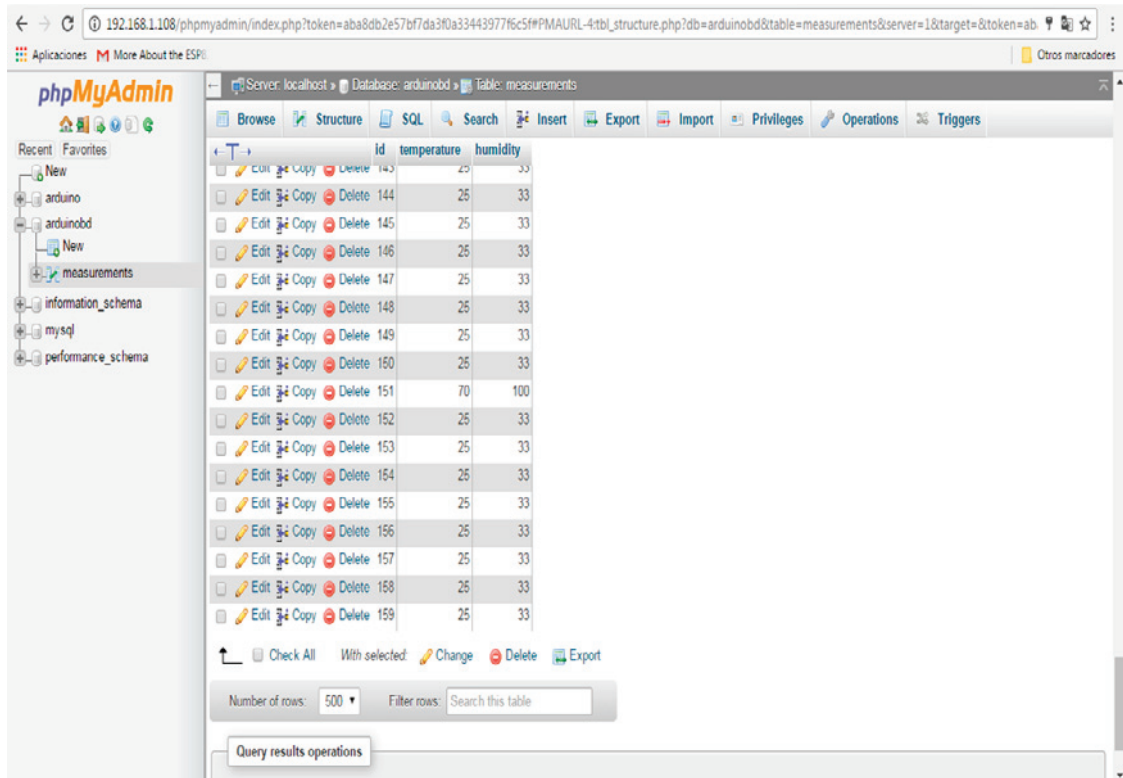 192.168.1.108/phpmyadmin/index.php?token=aba8db2e57bf7da3f0a33443977f6c5f#PMAURL-4:tbl_structure.php?db=arduinobd&table=measurements&server=1&target=&token=ab
Aplicaciones M More About the ESP8
Otros marcadores
phpMyAdmin
Recent Favorites
New
arduino
arduinobd
New
measurements
information_schema
mysql
performance_schema
Server: localhost » Database: arduinobd » Table: measurements
Browse Structure SQL Search Insert Export Import Privileges Operations Triggers
id temperature humidity
Edit Copy Delete 143 25 33
Edit Copy Delete 144 25 33
Edit Copy Delete 145 25 33
Edit Copy Delete 146 25 33
Edit Copy Delete 147 25 33
Edit Copy Delete 148 25 33
Edit Copy Delete 149 25 33
Edit Copy Delete 150 25 33
Edit Copy Delete 151 70 100
Edit Copy Delete 152 25 33
Edit Copy Delete 153 25 33
Edit Copy Delete 154 25 33
Edit Copy Delete 155 25 33
Edit Copy Delete 156 25 33
Edit Copy Delete 157 25 33
Edit Copy Delete 158 25 33
Edit Copy Delete 159 25 33
Check All With selected: Change Delete Export
Number of rows: 500 Filter rows: Search this table
Query results operations